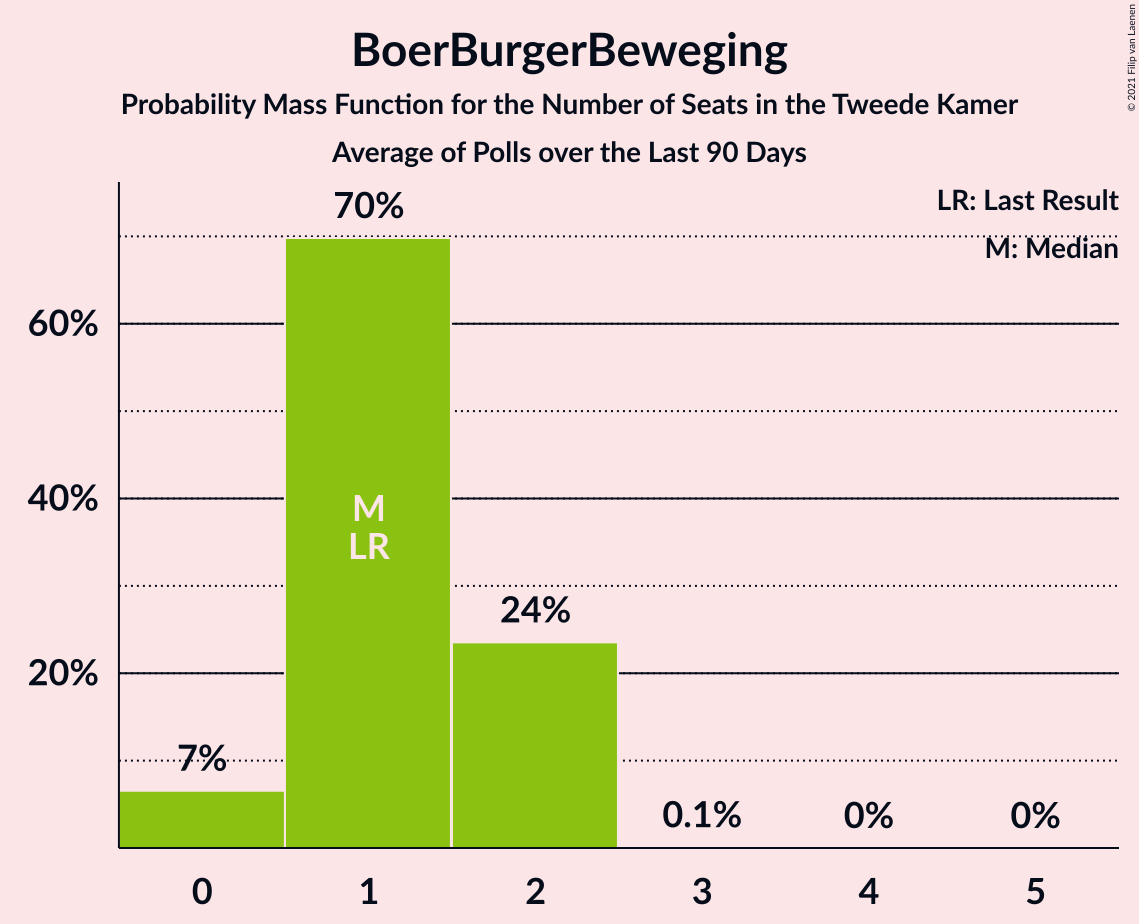 BoerBurgerBeweging
Probability Mass Function for the Number of Seats in the Tweede Kamer
Average of Polls over the Last 90 Days
© 2021 Filip van Laenen
LR: Last Result
M: Median
70%
60%
40%
20%
M
LR
24%
7%
0.1%
0%
0%
0 1 2 3 4 5